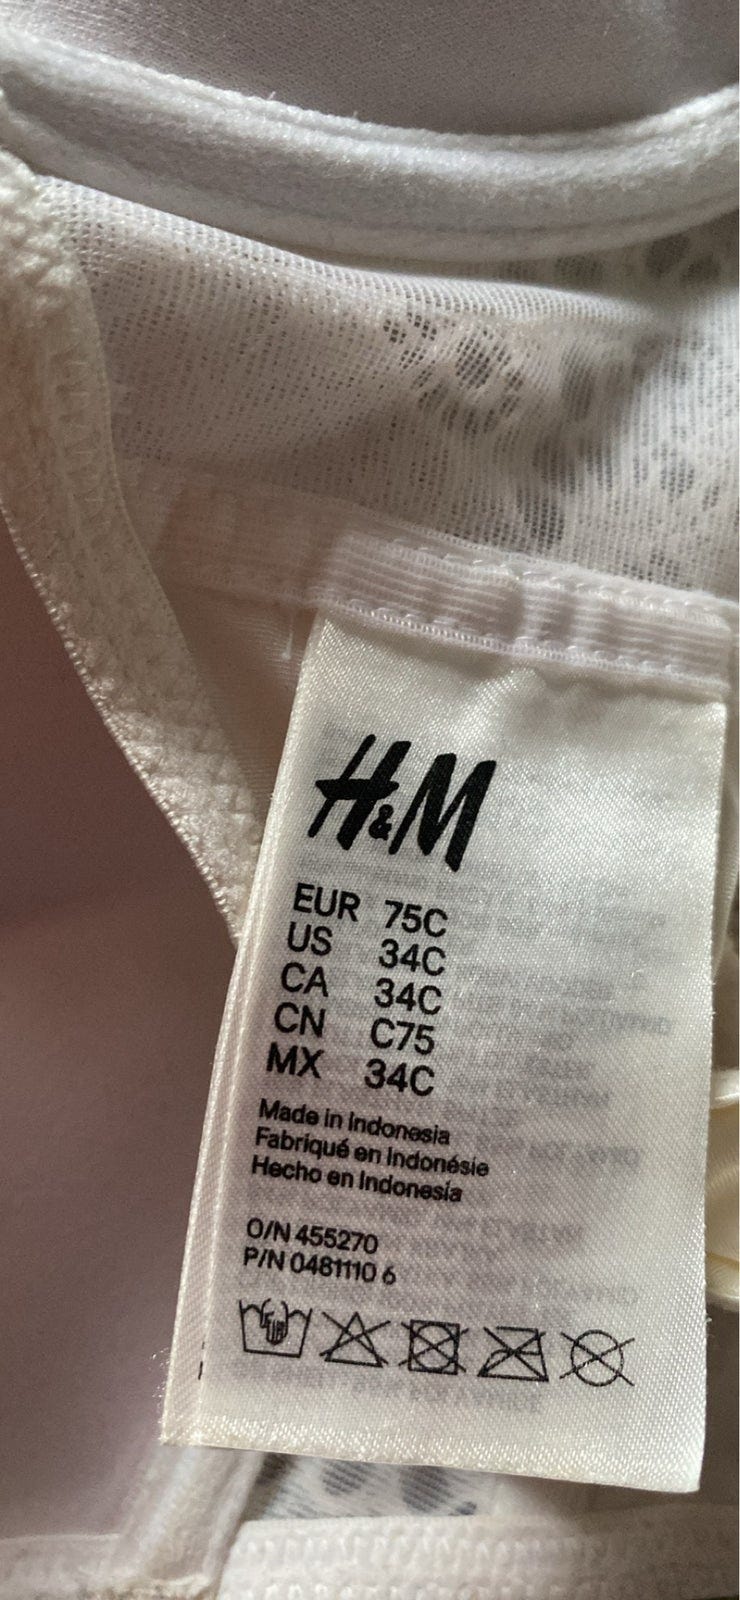 H&M
EUR 75C
US 34C
CA 34C
CN C75
MX 34C
Made in Indonesia
Fabriqué en Indonésie
Hecho en Indonesia
O/N 455270
P/N 0481110 6